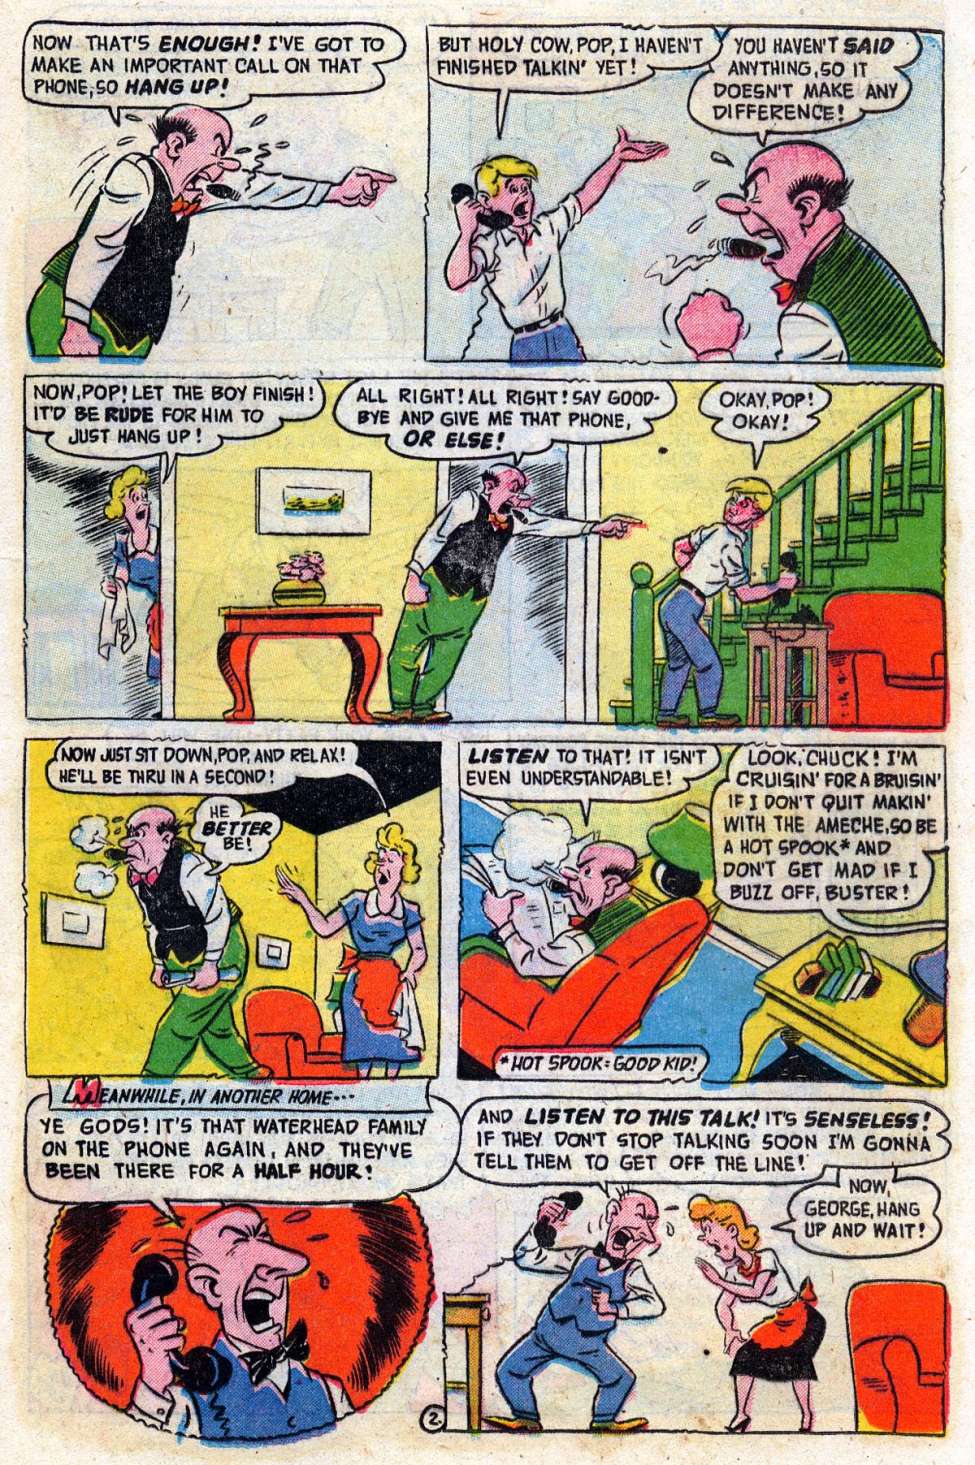 NOW THAT'S ENOUGH! I'VE GOT TO
MAKE AN IMPORTANT CALL ON THAT
PHONE, SO HANG UP!
BUT HOLY COW, POP, I HAVEN'T
FINISHED TALKIN' YET!
YOU HAVEN'T SAID
ANYTHING, SO IT
DOESN'T MAKE ANY
DIFFERENCE!
NOW, POP! LET THE BOY FINISH!
IT'D BE RUDE FOR HIM TO
JUST HANG UP!
ALL RIGHT! ALL RIGHT! SAY GOOD-
BYE AND GIVE ME THAT PHONE,
OR ELSE!
OKAY, POP!
OKAY!
NOW JUST SIT DOWN, POP, AND RELAX!
HE'LL BE THRU IN A SECOND!
HE
BETTER
BE!
LISTEN TO THAT! IT ISN'T
EVEN UNDERSTANDABLE!
LOOK, CHUCK! I'M
CRUISIN' FOR A BRUISIN'
IF I DON'T QUIT MAKIN'
WITH THE AMECHE, SO BE
A HOT SPOOK* AND
DON'T GET MAD IF I
BUZZ OFF, BUSTER!
*HOT SPOOK = GOOD KID!
MEANWHILE, IN ANOTHER HOME---
YE GODS! IT'S THAT WATERHEAD FAMILY
ON THE PHONE AGAIN, AND THEY'VE
BEEN THERE FOR A HALF HOUR!
AND LISTEN TO THIS TALK! IT'S SENSELESS!
IF THEY DON'T STOP TALKING SOON I'M GONNA
TELL THEM TO GET OFF THE LINE!
NOW,
GEORGE, HANG
UP AND WAIT!
2